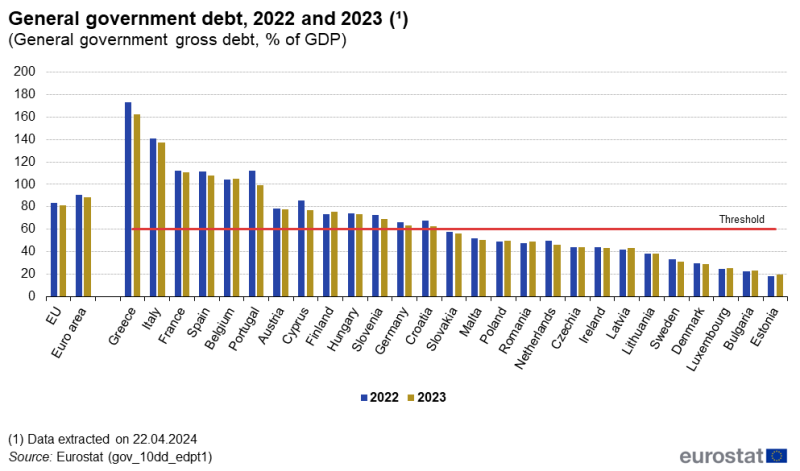 General government debt, 2022 and 2023 (¹)
(General government gross debt, % of GDP)
200
180
160
140
120
100
80
60
40
20
0
Threshold
EU
Euro area
Greece
Italy
France
Spain
Belgium
Portugal
Austria
Cyprus
Finland
Hungary
Slovenia
Germany
Croatia
Slovakia
Malta
Poland
Romania
Netherlands
Czechia
Ireland
Latvia
Lithuania
Sweden
Denmark
Luxembourg
Bulgaria
Estonia
2022 2023
(1) Data extracted on 22.04.2024
Source: Eurostat (gov_10dd_edpt1)
eurostat